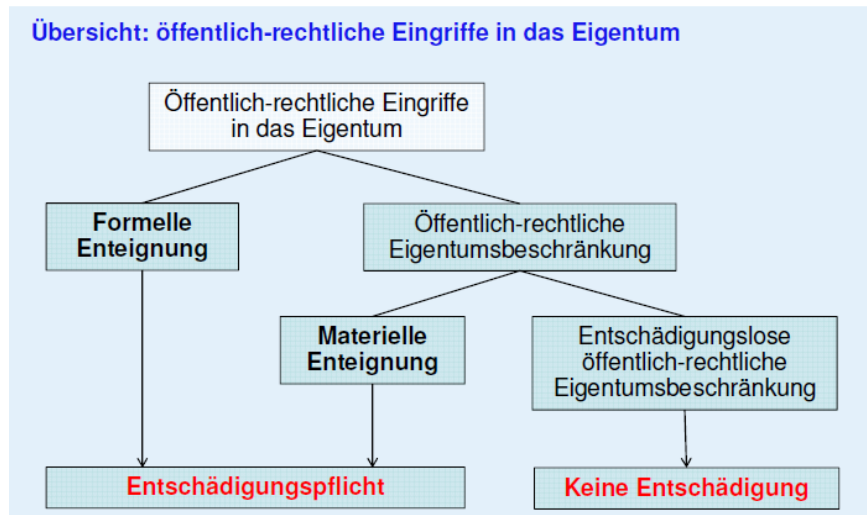 Übersicht: öffentlich-rechtliche Eingriffe in das Eigentum
Öffentlich-rechtliche Eingriffe
in das Eigentum
Formelle
Enteignung
Öffentlich-rechtliche
Eigentumsbeschränkung
Materielle
Enteignung
Entschädigungslose
öffentlich-rechtliche
Eigentumsbeschränkung
Entschädigungspflicht
Keine Entschädigung